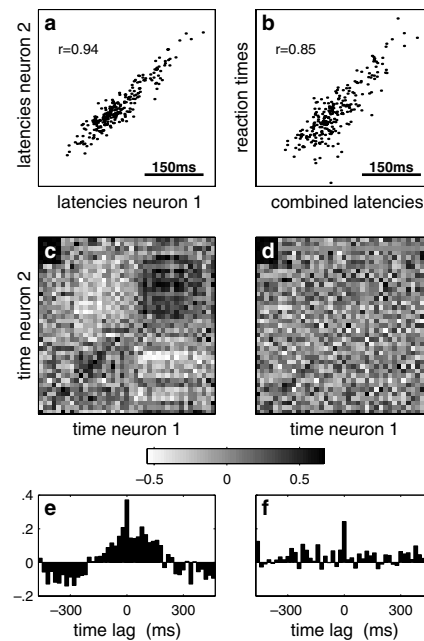 a
r=0.94
150ms
latencies neuron 2
latencies neuron 1
b
r=0.85
150ms
reaction times
combined latencies
c
time neuron 2
time neuron 1
d
time neuron 1
−0.5 0 0.5
e
.4
.2
0
−.2
−300 0 300
time lag (ms)
f
−300 0 300
time lag (ms)